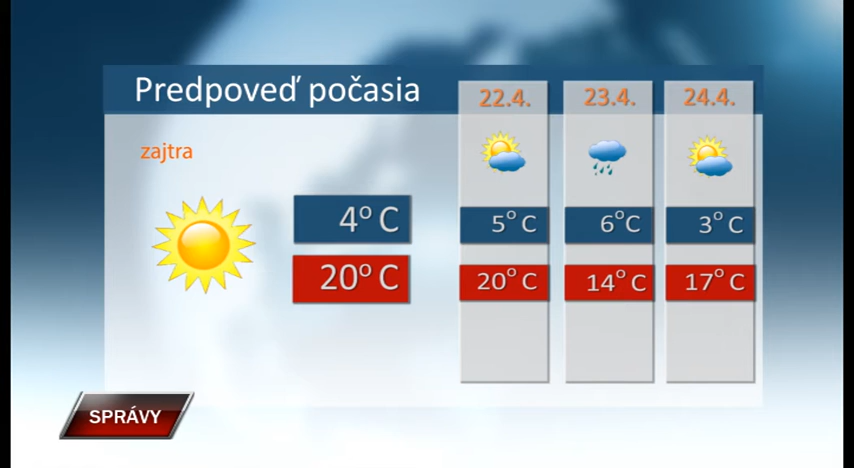 Predpoveď počasia
zajtra
4° C
20° C
22.4.
5° C
20° C
23.4.
6°C
14° C
24.4.
3° C
17° C
SPRÁVY